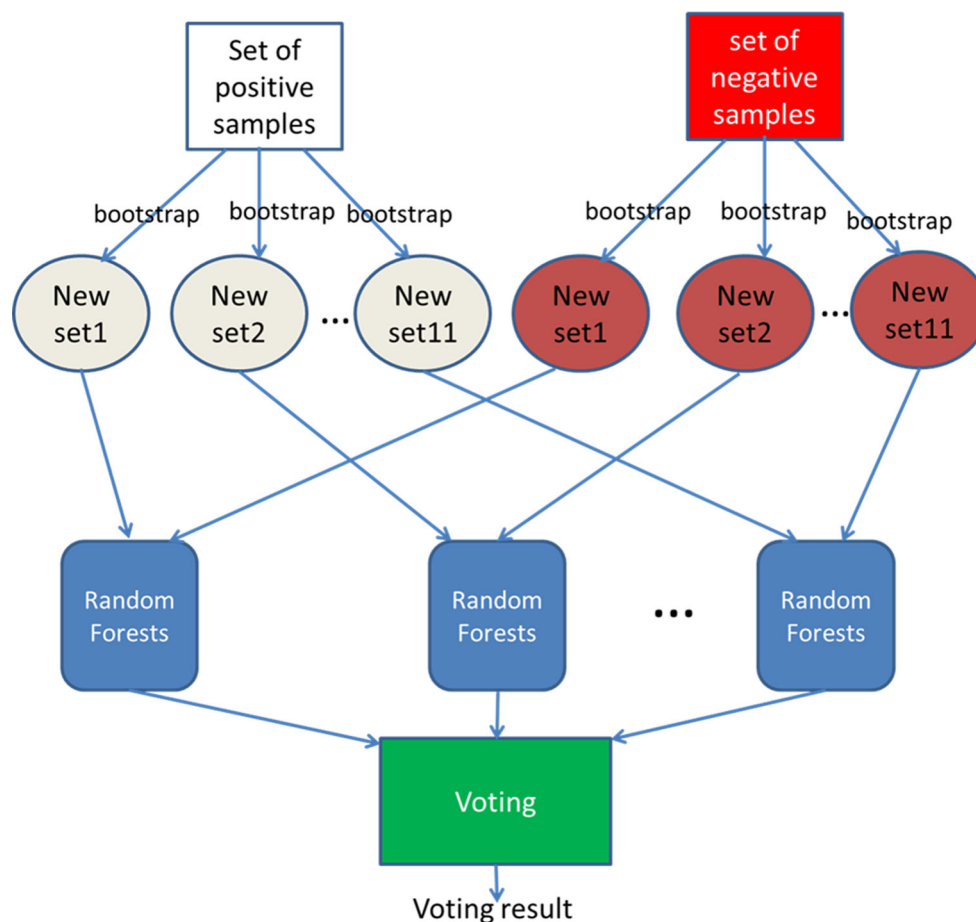 Set of
positive
samples
set of
negative
samples
bootstrap
bootstrap
bootstrap
bootstrap
bootstrap
bootstrap
New
set1
New
set2
...
New
set11
New
set1
New
set2
...
New
set11
Random
Forests
Random
Forests
...
Random
Forests
Voting
Voting result